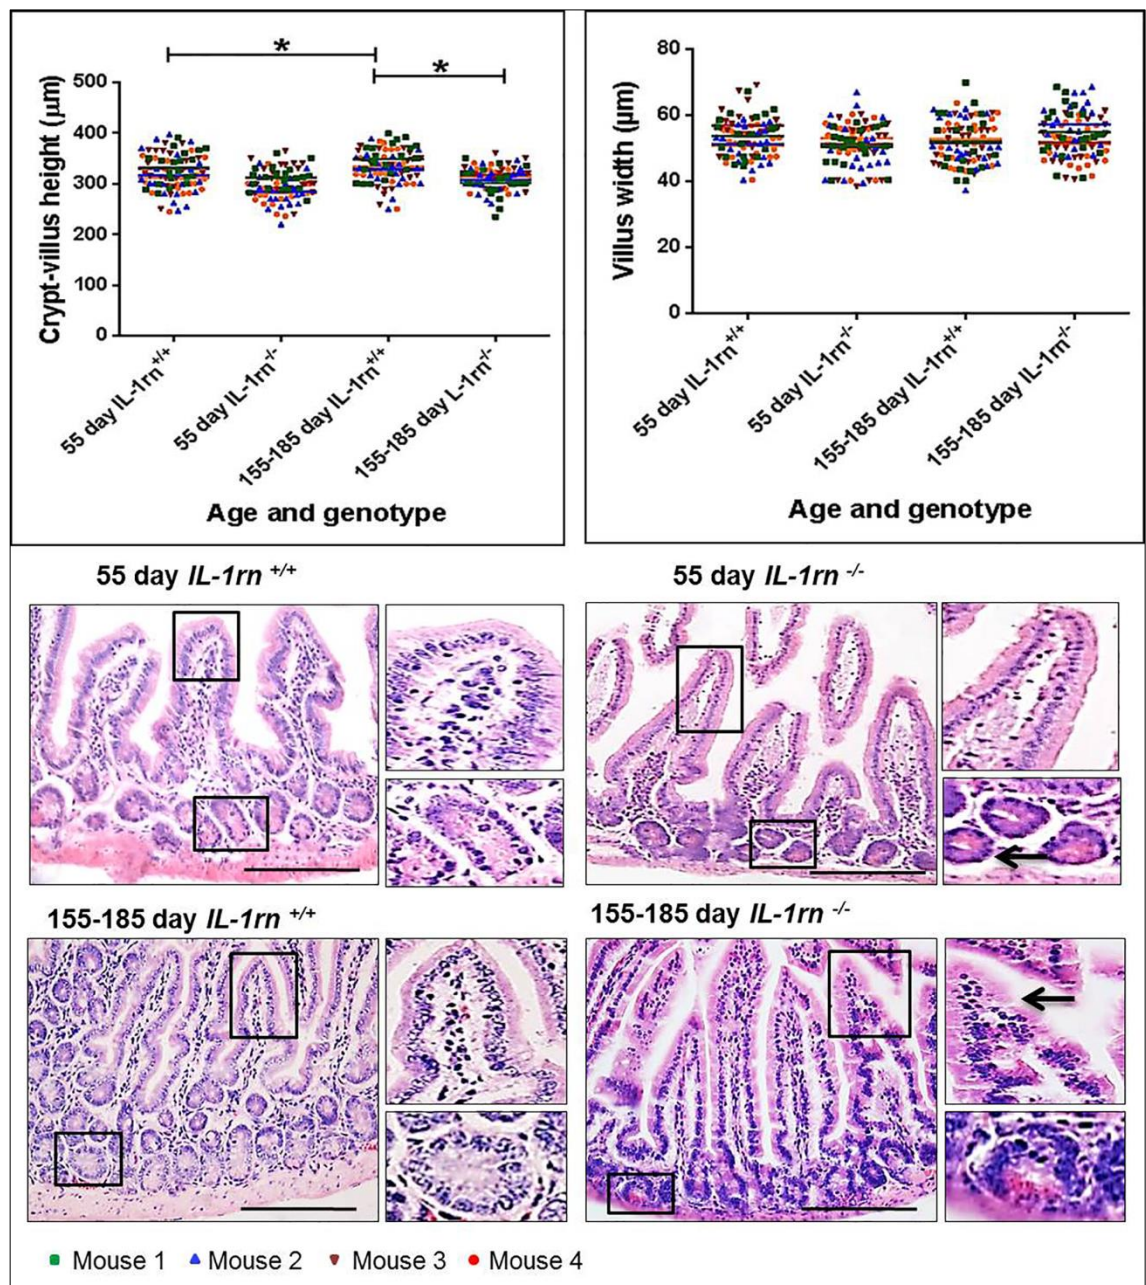 *
*
500
400
300
200
100
0
Crypt-villus height (µm)
55 day IL-1rn+/+
55 day IL-1rn-/-
155-185 day IL-1rn+/+
155-185 day L-1rn-/-
Age and genotype
80
60
40
20
0
Villus width (µm)
55 day IL-1rn+/+
55 day IL-1rn-/-
155-185 day IL-1rn+/+
155-185 day IL-1rn-/-
Age and genotype
55 day IL-1rn +/+
55 day IL-1rn -/-
155-185 day IL-1rn +/+
155-185 day IL-1rn -/-
Mouse 1 Mouse 2 Mouse 3 Mouse 4